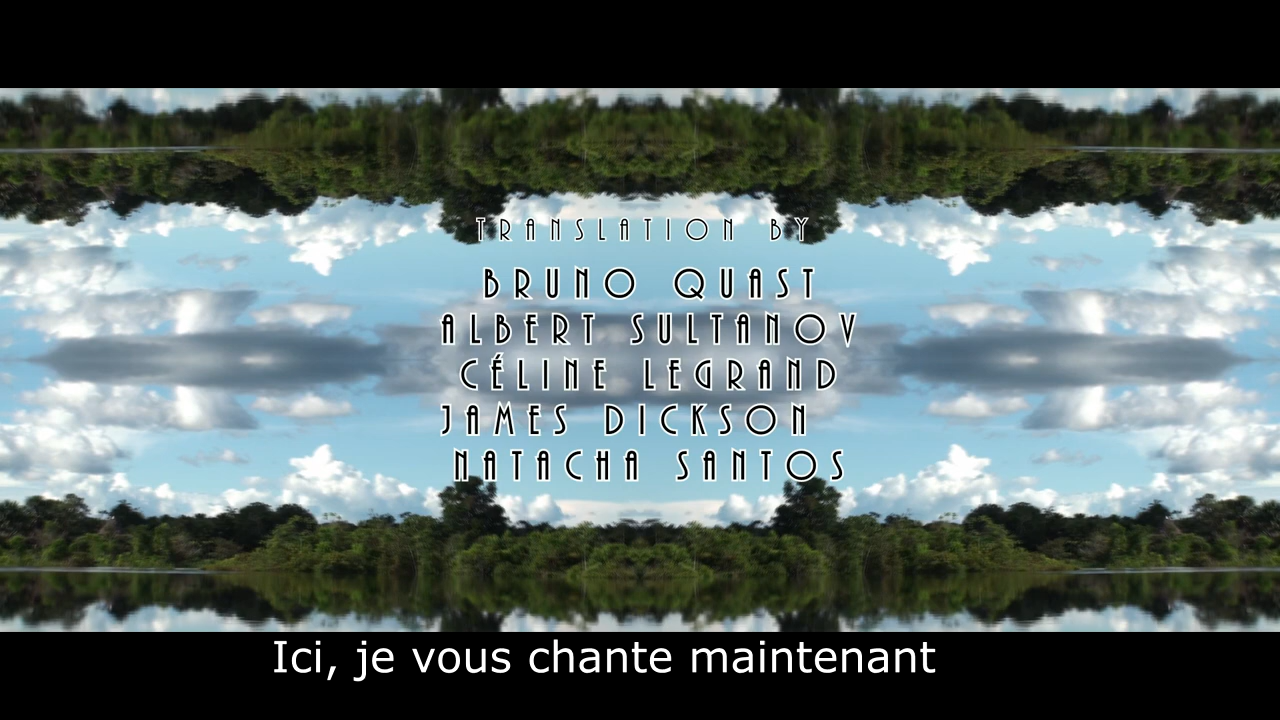 TRANSLATION BY
BRUNO QUAST
ALBERT SULTANOV
CÉLINE LEGRAND
JAMES DICKSON
NATACHA SANTOS
Ici, je vous chante maintenant